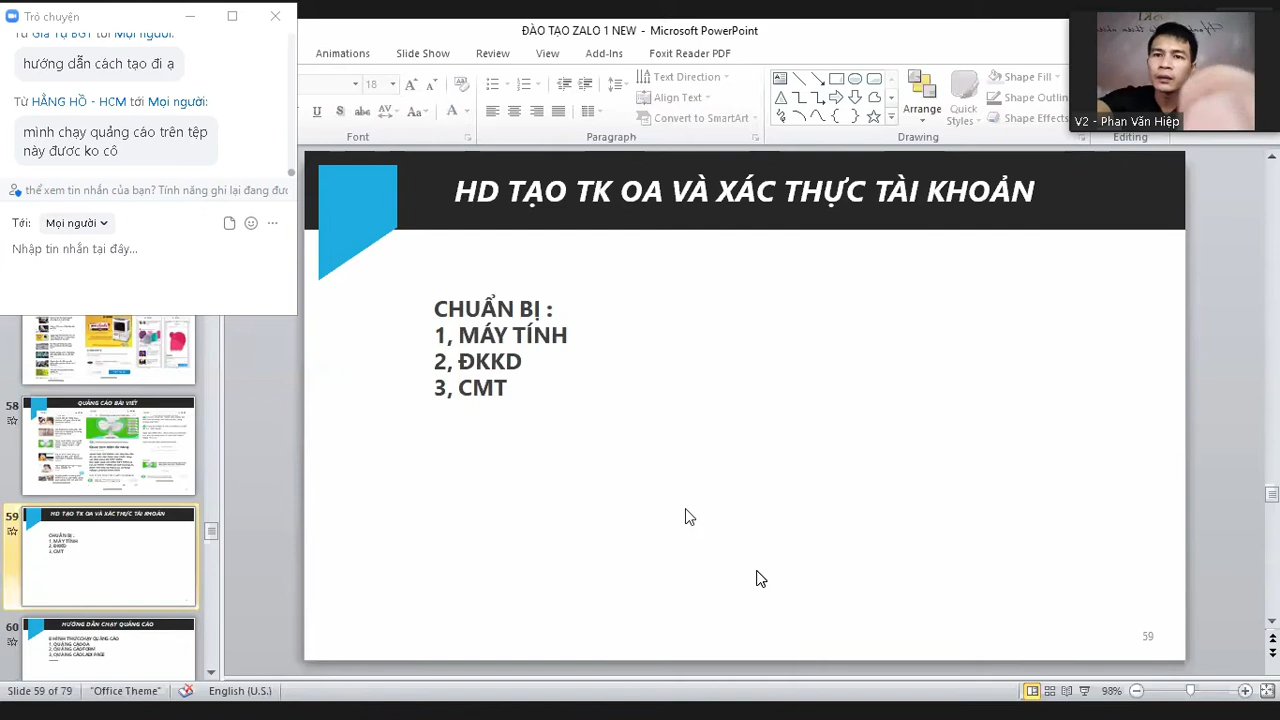 Trò chuyện
Từ Gia Tụ BGT tới Mọi người:
hướng dẫn cách tạo đi ạ
Từ HẰNG HỒ - HCM tới Mọi người:
mình chạy quảng cáo trên tệp
này được ko cô
thể xem tin nhắn của bạn? Tính năng ghi lại đang đượ
Tới: Mọi người
Nhập tin nhắn tại đây...
ĐÀO TẠO ZALO 1 NEW - Microsoft PowerPoint
Animations Slide Show Review View Add-Ins Foxit Reader PDF
18
Text Direction
Align Text
Convert to SmartArt
Arrange
Quick
Styles
Shape Fill
Shape Outlin
Shape Effects
Font Paragraph Drawing Editing
V2 - Phan Văn Hiệp
HD TẠO TK OA VÀ XÁC THỰC TÀI KHOẢN
CHUẨN BỊ :
1, MÁY TÍNH
2, ĐKKD
3, CMT
59
58
QUẢNG CÁO BÀI VIẾT
59
HD TẠO TK OA VÀ XÁC THỰC TÀI KHOẢN
CHUẨN BỊ :
1, MÁY TÍNH
2, ĐKKD
3, CMT
60
HƯỚNG DẪN CHẠY QUẢNG CÁO
Slide 59 of 79 "Office Theme" English (U.S.) 98%